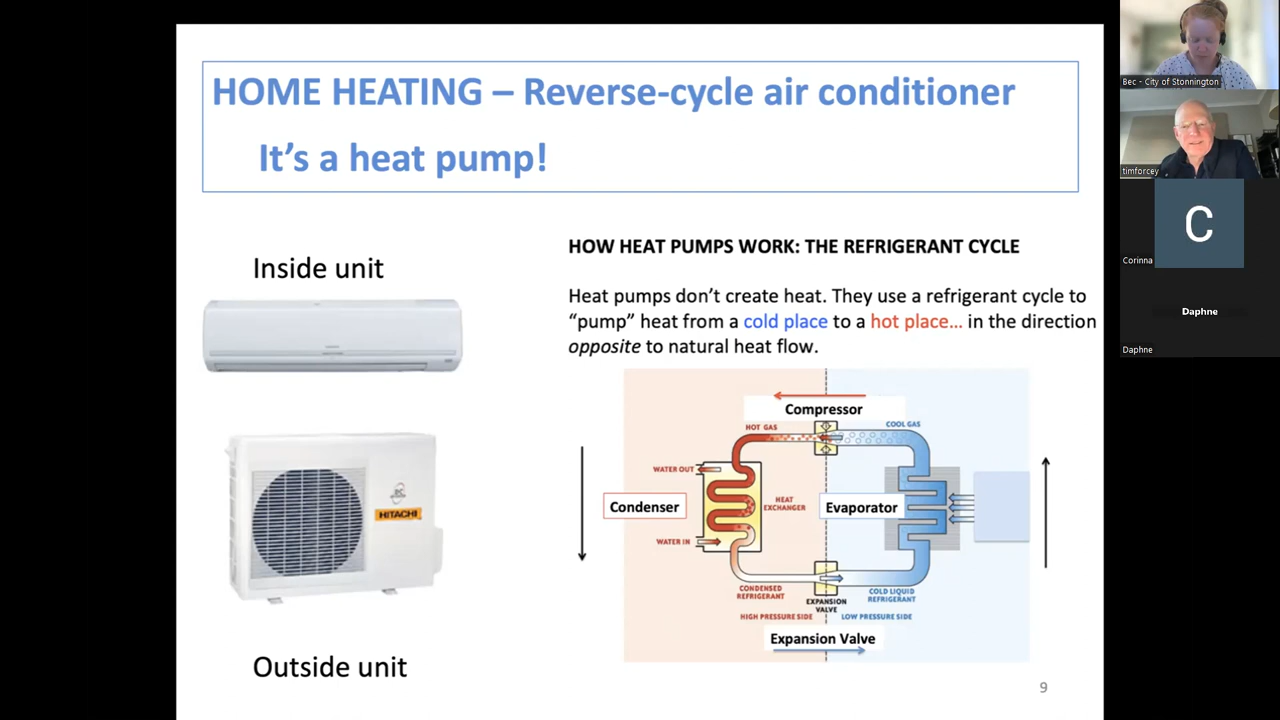 HOME HEATING – Reverse-cycle air conditioner
It's a heat pump!
Inside unit
HITACHI
Outside unit
HOW HEAT PUMPS WORK: THE REFRIGERANT CYCLE
Heat pumps don't create heat. They use a refrigerant cycle to
"pump" heat from a cold place to a hot place… in the direction
opposite to natural heat flow.
Compressor
HOT GAS
COOL GAS
WATER OUT
Condenser
HEAT
EXCHANGER
Evaporator
WATER IN
CONDENSED
REFRIGERANT
EXPANSION
VALVE
COLD LIQUID
REFRIGERANT
HIGH PRESSURE SIDE
LOW PRESSURE SIDE
Expansion Valve
9
Bec - City of Stonnington
timforcey
C
Corinna
Daphne
Daphne